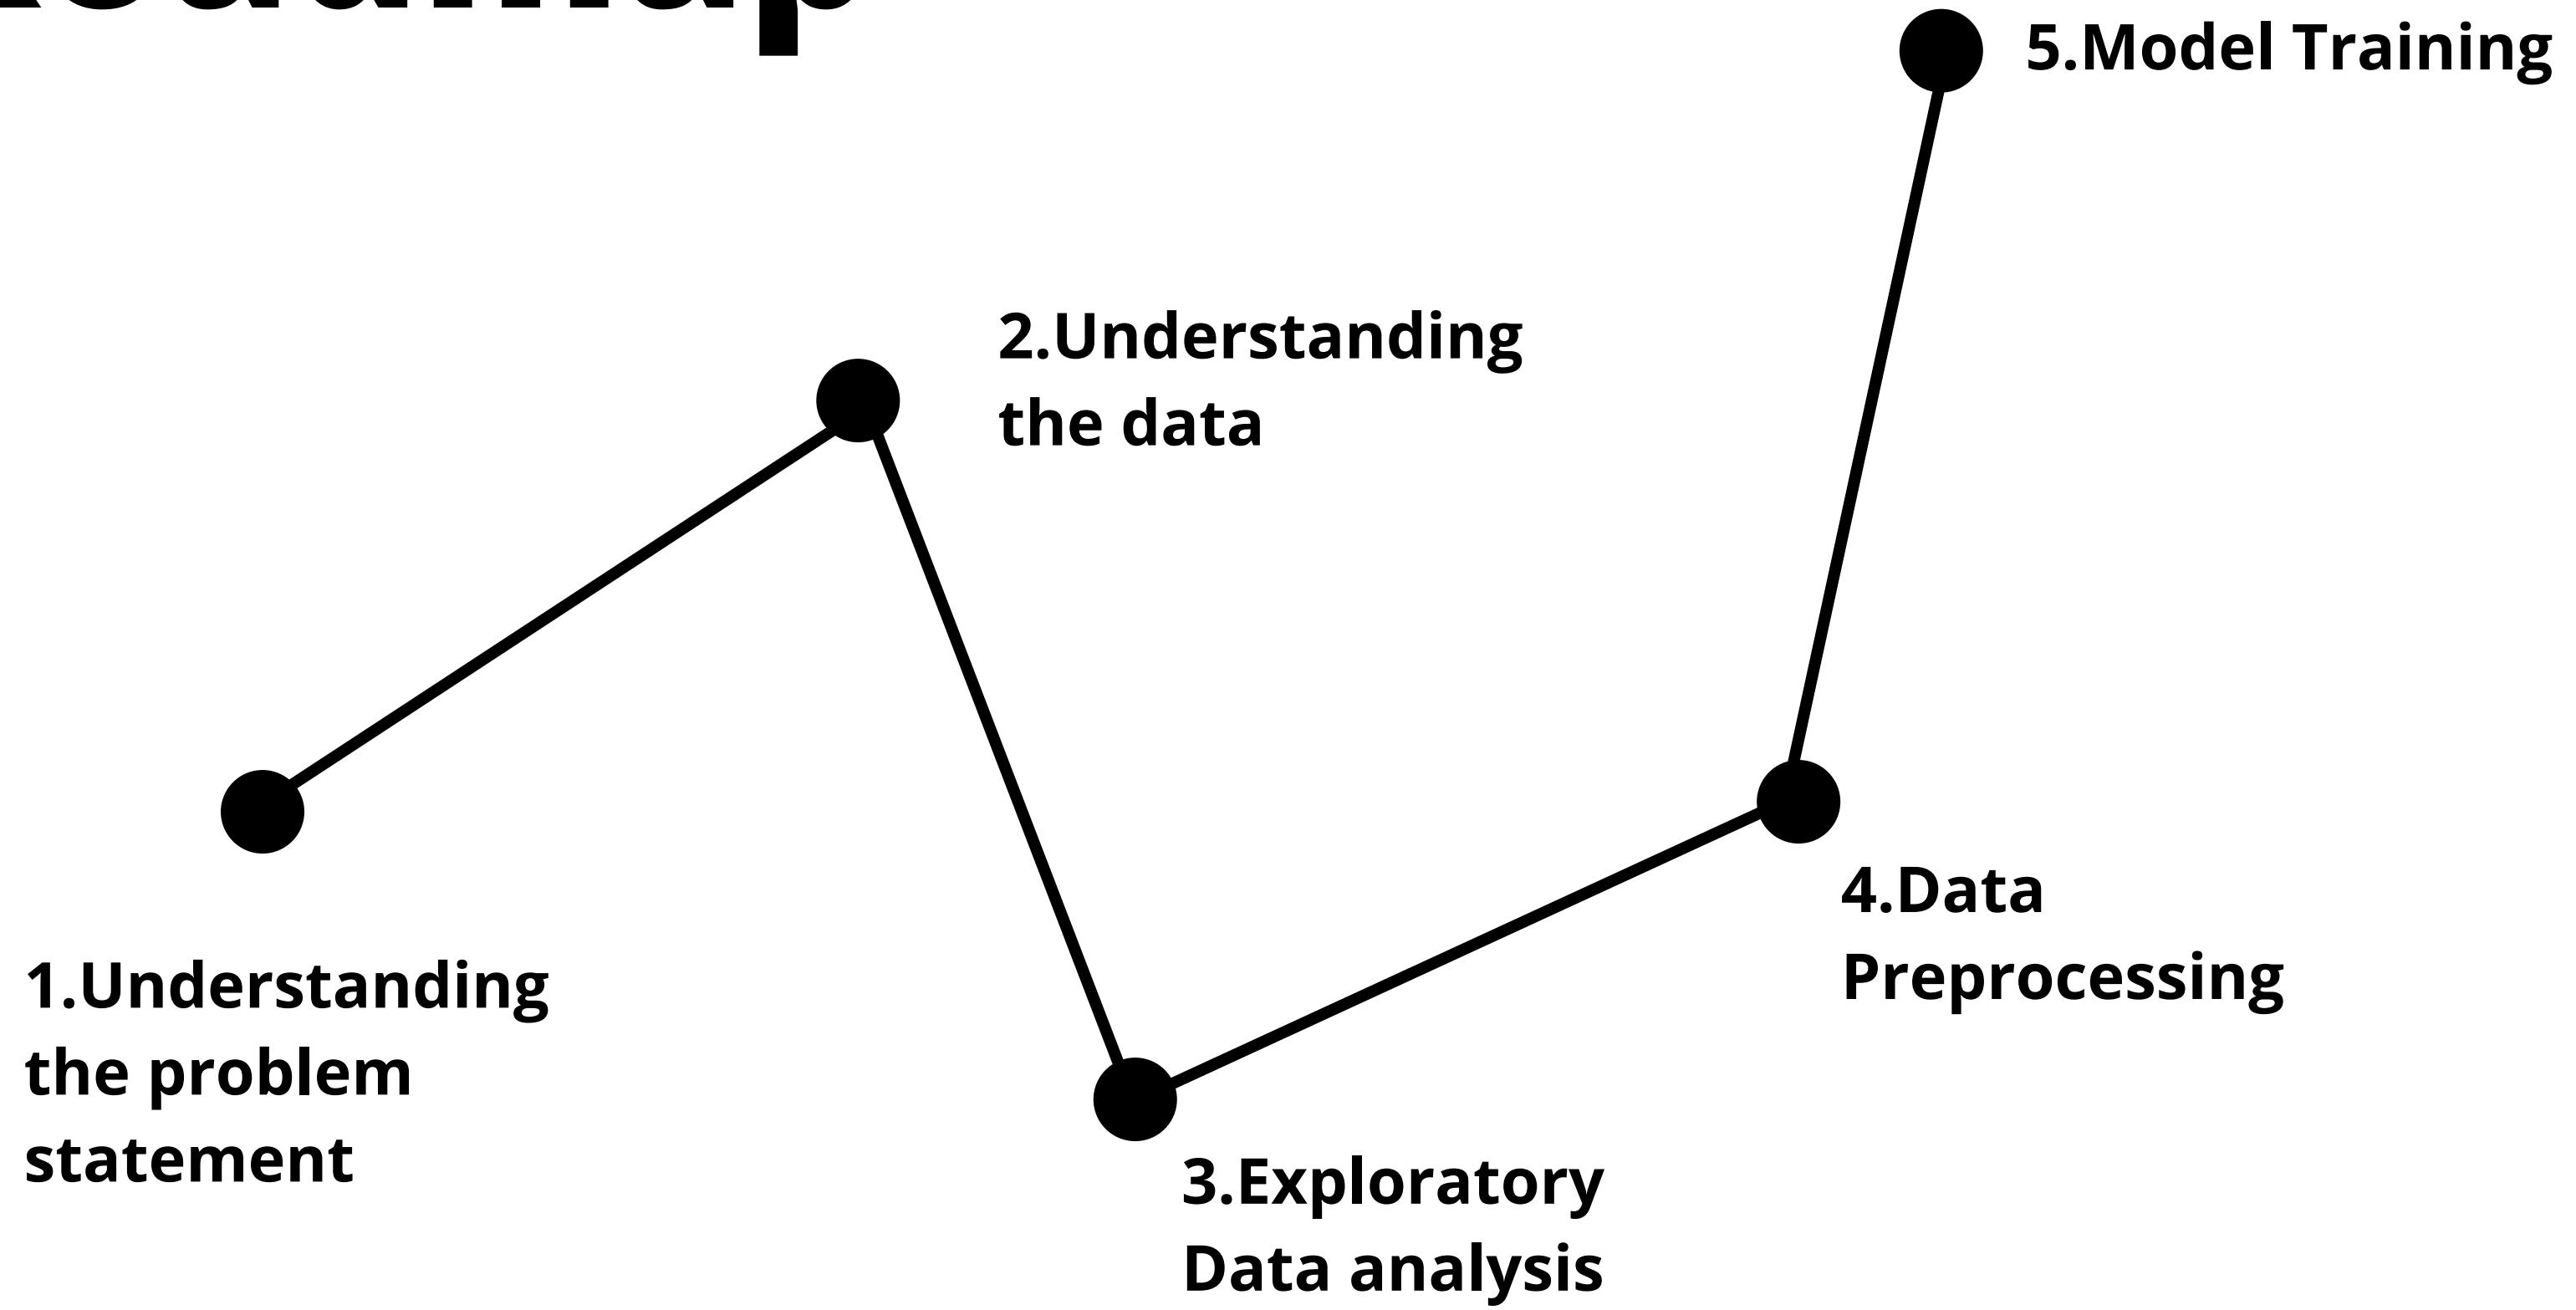 1.Understanding
the problem
statement
2.Understanding
the data
3.Exploratory
Data analysis
4.Data
Preprocessing
5.Model Training